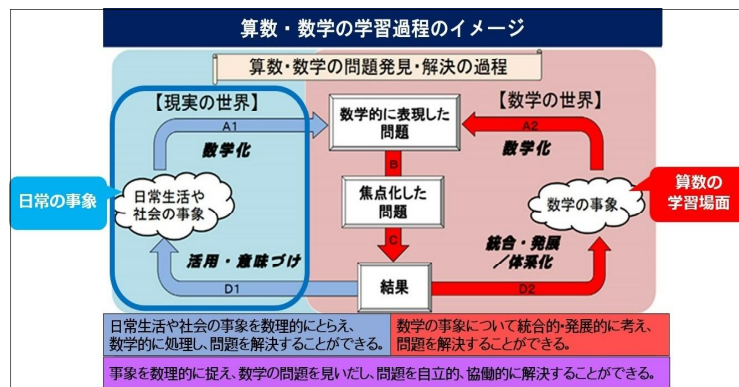 算数・数学の学習過程のイメージ
算数・数学の問題発見・解決の過程
【現実の世界】
【数学の世界】
A1
数学化
数学的に表現した
問題
A2
数学化
B
日常の事象
日常生活や
社会の事象
焦点化した
問題
数学の事象
算数の
学習場面
C
活用・意味づけ
D1
結果
統合・発展
/体系化
D2
日常生活や社会の事象を数理的にとらえ、
数学的に処理し、問題を解決することができる。
数学の事象について統合的・発展的に考え、
問題を解決することができる。
事象を数理的に捉え、数学の問題を見いだし、問題を自立的、協働的に解決することができる。